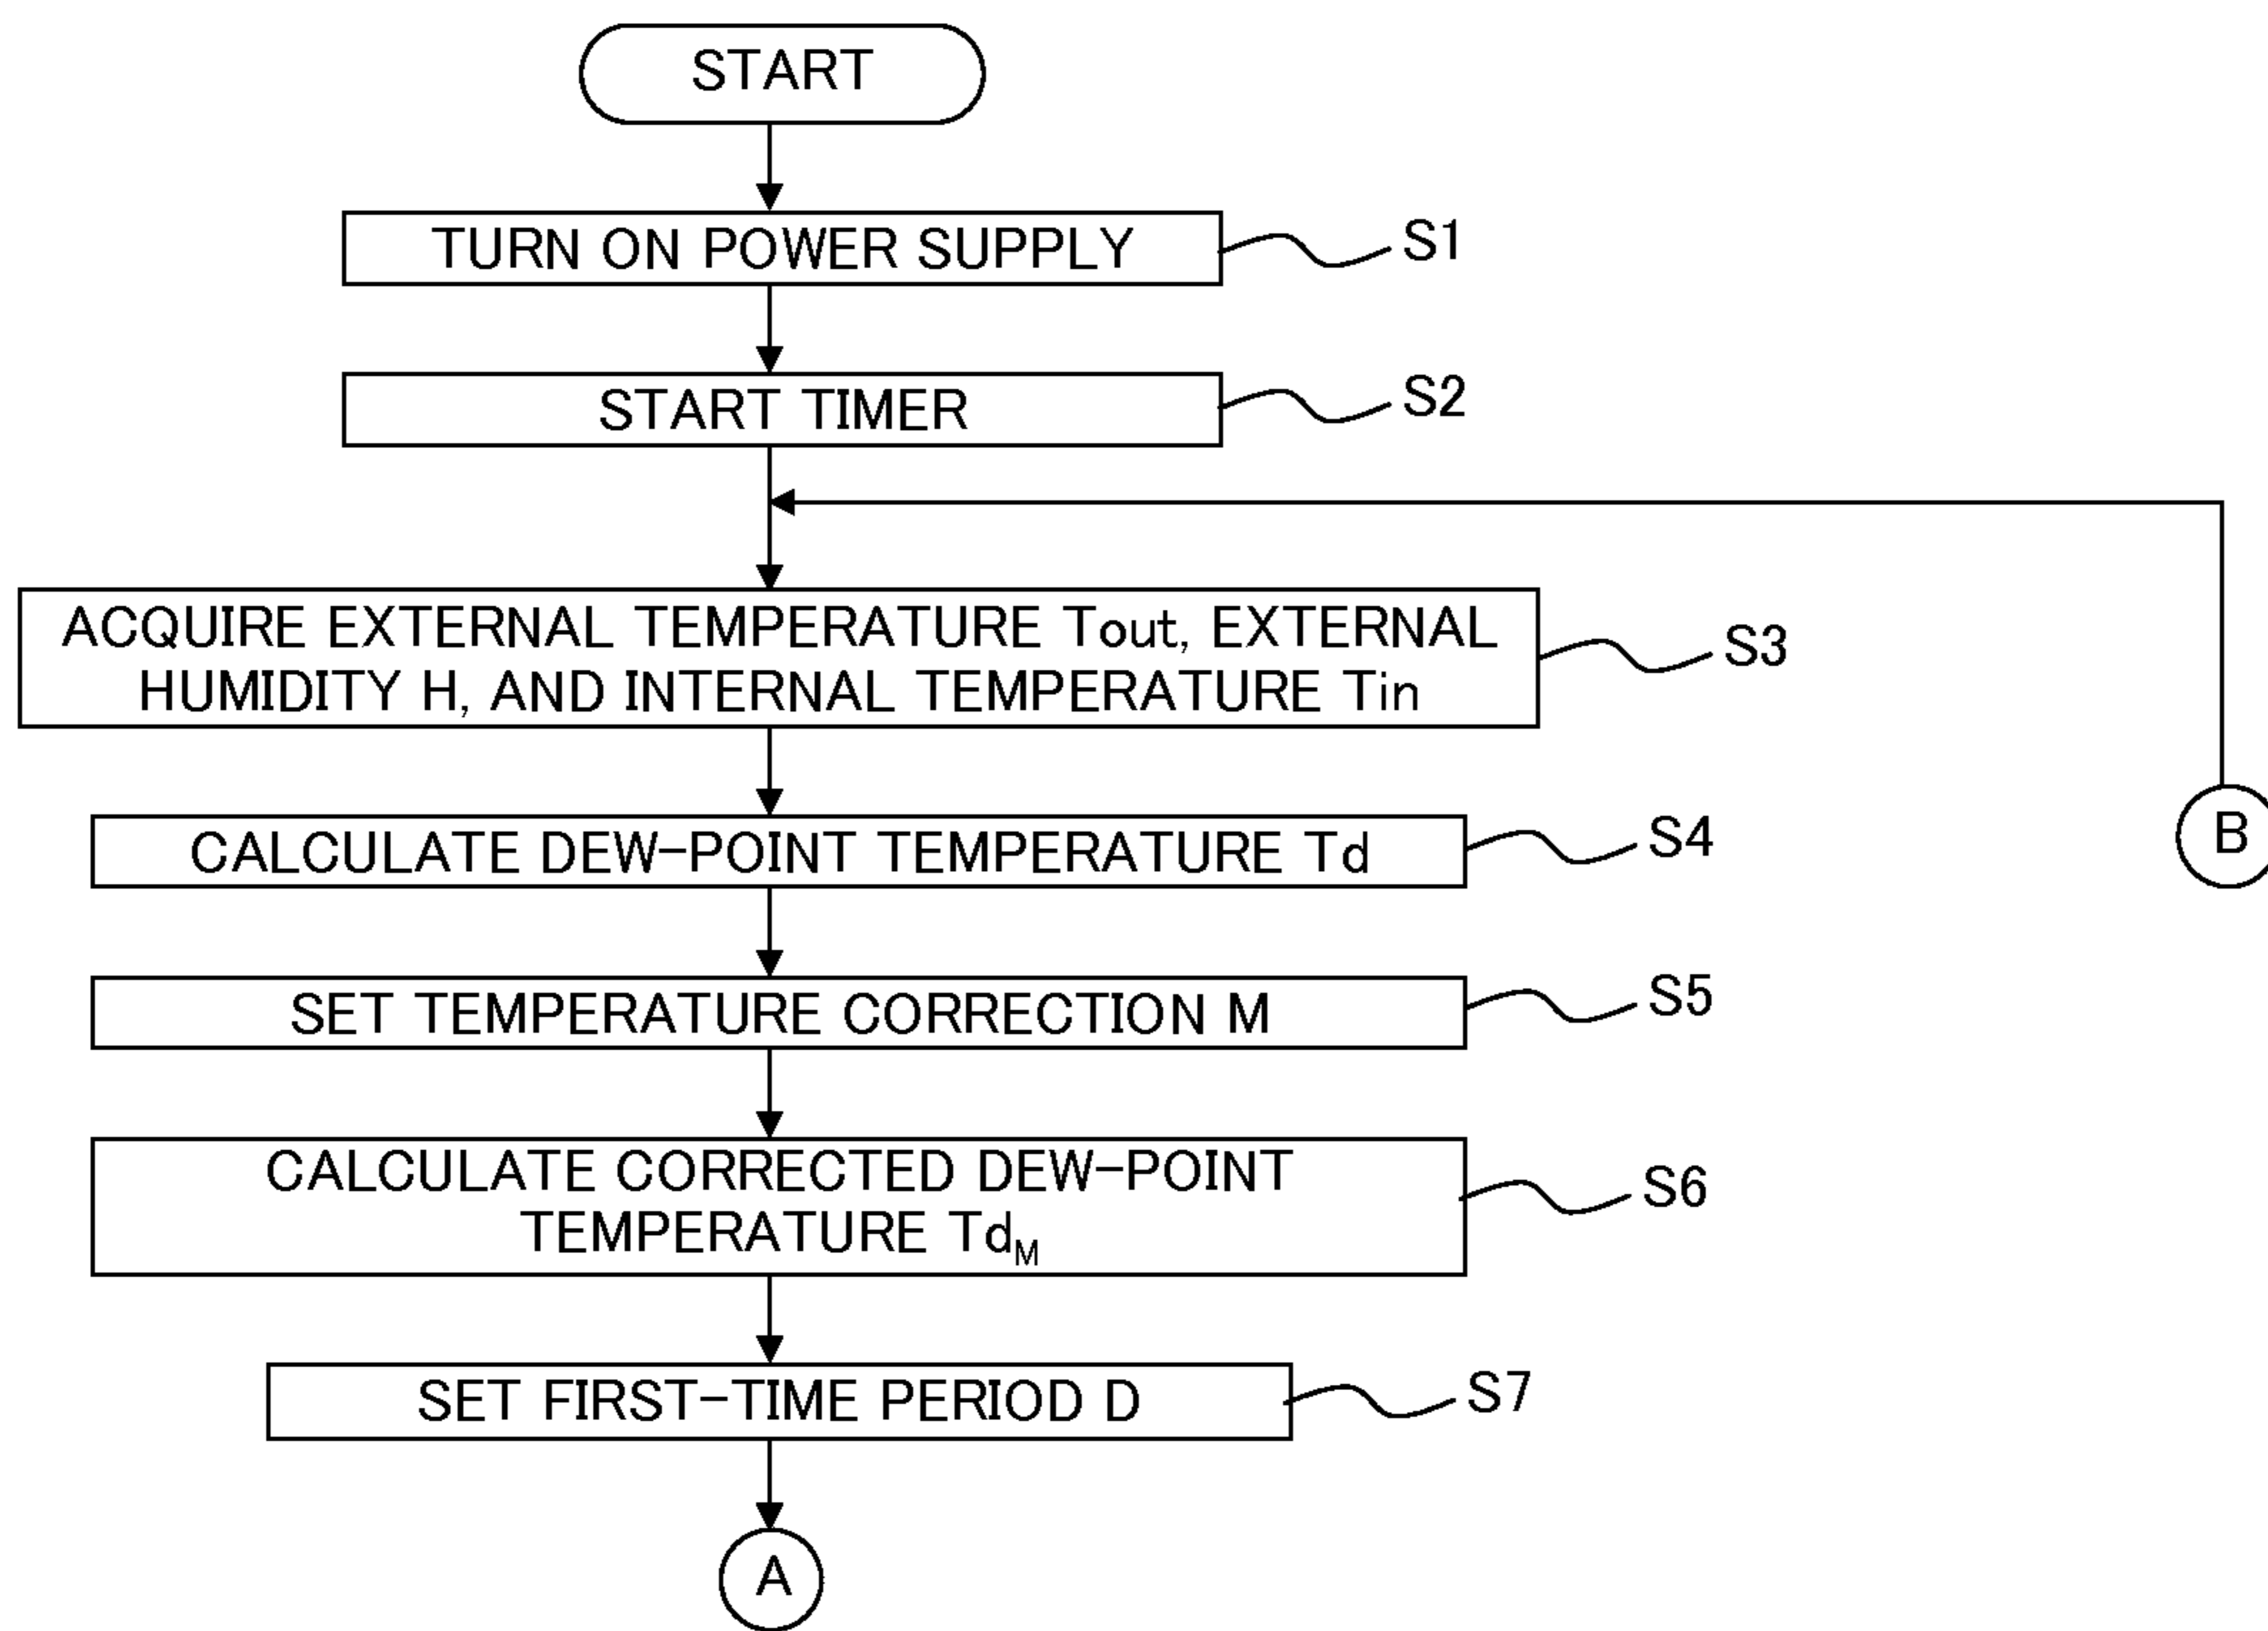 START
TURN ON POWER SUPPLY
S1
START TIMER
S2
ACQUIRE EXTERNAL TEMPERATURE Tout, EXTERNAL
HUMIDITY H, AND INTERNAL TEMPERATURE Tin
S3
CALCULATE DEW-POINT TEMPERATURE Td
S4
B
SET TEMPERATURE CORRECTION M
S5
CALCULATE CORRECTED DEW-POINT
TEMPERATURE TdM
S6
SET FIRST-TIME PERIOD D
S7
A